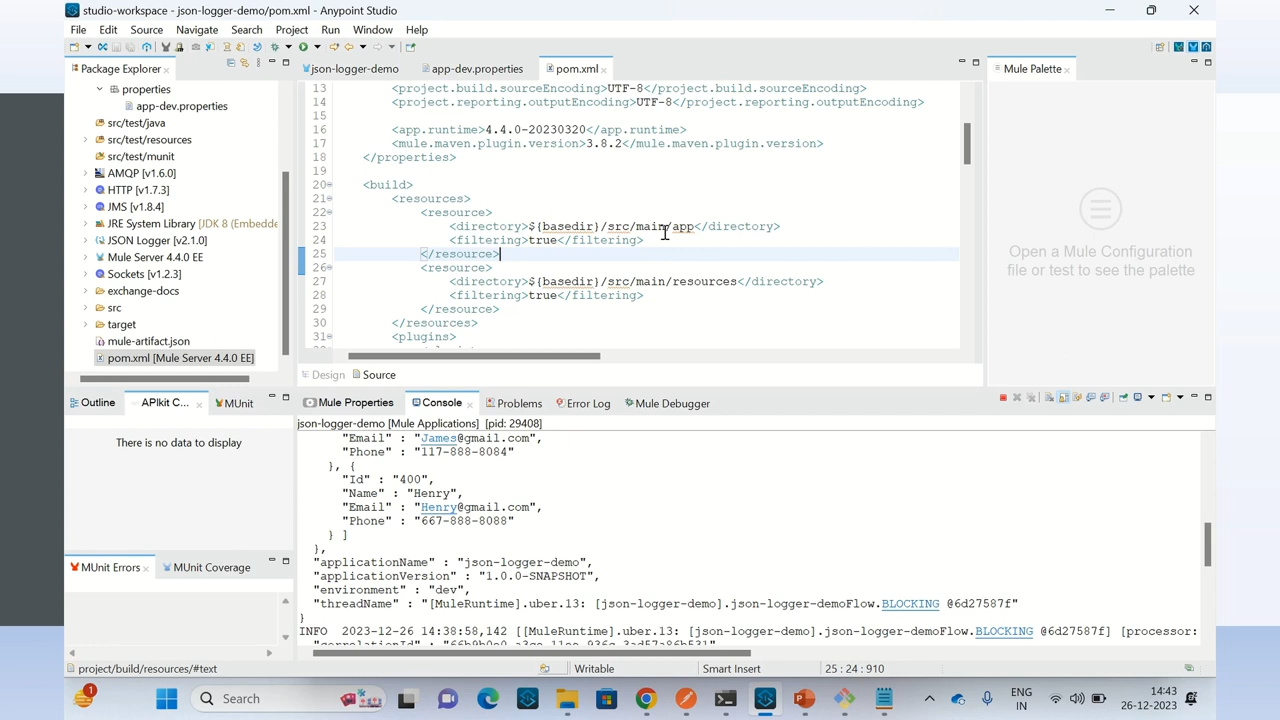 studio-workspace - json-logger-demo/pom.xml - Anypoint Studio
File Edit Source Navigate Search Project Run Window Help
Package Explorer
properties
app-dev.properties
src/test/java
src/test/resources
src/test/munit
AMQP [v1.6.0]
HTTP [v1.7.3]
JMS [v1.8.4]
JRE System Library [JDK 8 (Embedde
JSON Logger [v2.1.0]
Mule Server 4.4.0 EE
Sockets [v1.2.3]
exchange-docs
src
target
mule-artifact.json
pom.xml [Mule Server 4.4.0 EE]
json-logger-demo app-dev.properties pom.xml
13 <project.build.sourceEncoding>UTF-8</project.build.sourceEncoding>
14 <project.reporting.outputEncoding>UTF-8</project.reporting.outputEncoding>
15
16 <app.runtime>4.4.0-20230320</app.runtime>
17 <mule.maven.plugin.version>3.8.2</mule.maven.plugin.version>
18 </properties>
19
20 <build>
21 <resources>
22 <resource>
23 <directory>${basedir}/src/main/app</directory>
24 <filtering>true</filtering>
25 </resource>
26 <resource>
27 <directory>${basedir}/src/main/resources</directory>
28 <filtering>true</filtering>
29 </resource>
30 </resources>
31 <plugins>
Design Source
Mule Palette
Open a Mule Configuration
file or test to see the palette
Outline APIkit C... MUnit
There is no data to display
MUnit Errors MUnit Coverage
Mule Properties Console Problems Error Log Mule Debugger
json-logger-demo [Mule Applications] [pid: 29408]
"Email" : "James@gmail.com",
"Phone" : "117-888-8084"
}, {
"Id" : "400",
"Name" : "Henry",
"Email" : "Henry@gmail.com",
"Phone" : "667-888-8088"
} ]
},
"applicationName" : "json-logger-demo",
"applicationVersion" : "1.0.0-SNAPSHOT",
"environment" : "dev",
"threadName" : "[MuleRuntime].uber.13: [json-logger-demo].json-logger-demoFlow.BLOCKING @6d27587f"
}
INFO 2023-12-26 14:38:58,142 [[MuleRuntime].uber.13: [json-logger-demo].json-logger-demoFlow.BLOCKING @6d27587f] [processor:
project/build/resources/#text Writable Smart Insert 25 : 24 : 910
1
Search
ENG
IN
14:43
26-12-2023